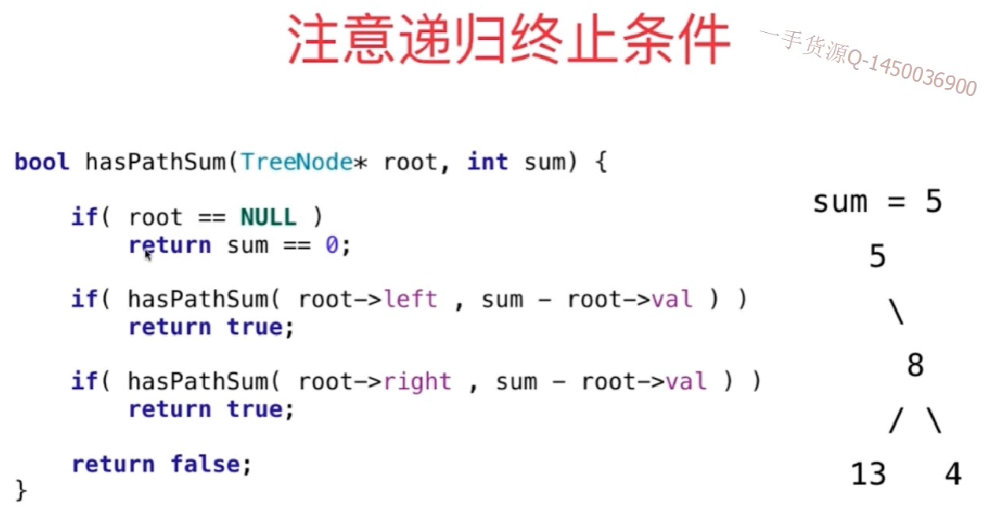 注意递归终止条件
一手货源Q-1450036900
bool hasPathSum(TreeNode* root, int sum) {
if( root == NULL )
return sum == 0;
if( hasPathSum( root->left , sum - root->val ) )
return true;
if( hasPathSum( root->right , sum - root->val ) )
return true;
return false;
}
sum = 5
5
\
8
/ \
13 4